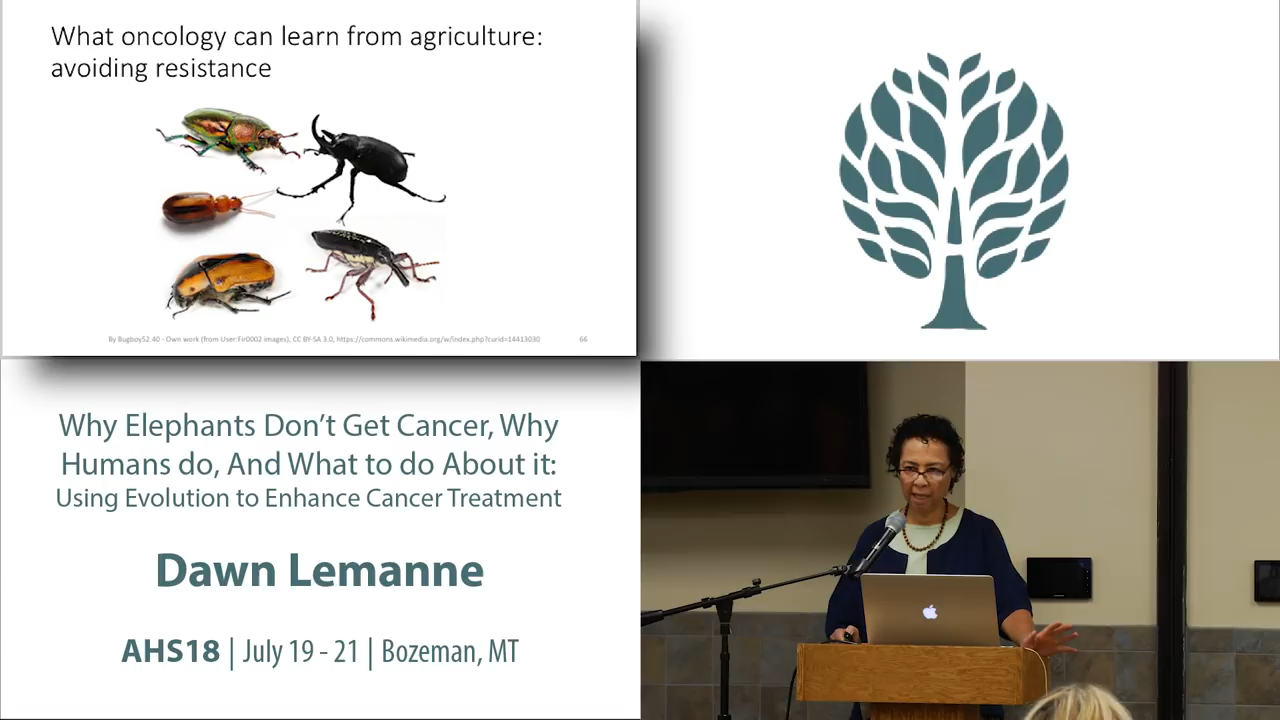 What oncology can learn from agriculture:
avoiding resistance
By Bugboy52.40 - Own work (from User:Fir0002 images), CC BY-SA 3.0, https://commons.wikimedia.org/w/index.php?curid=14413030
66
Why Elephants Don't Get Cancer, Why
Humans do, And What to do About it:
Using Evolution to Enhance Cancer Treatment
Dawn Lemanne
AHS18 | July 19 - 21 | Bozeman, MT